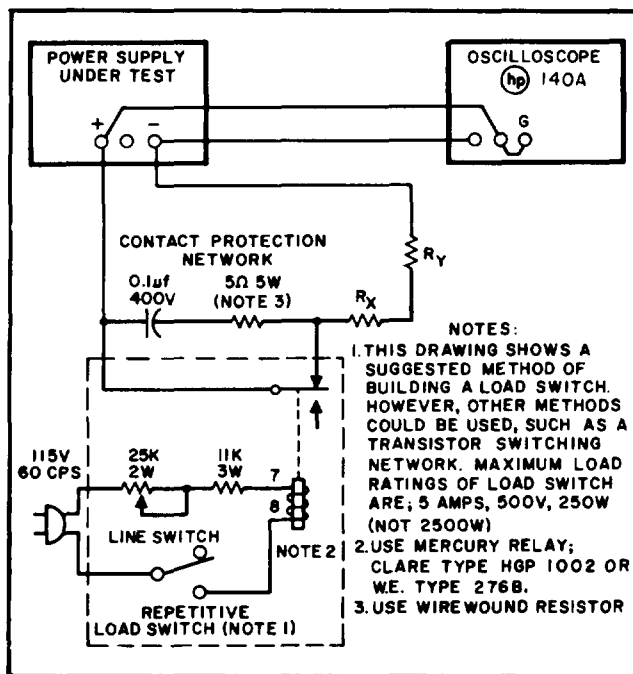 POWER SUPPLY
UNDER TEST
+
-
OSCILLOSCOPE
hp 140A
G
CONTACT PROTECTION
NETWORK
0.1µf
400V
5Ω 5W
(NOTE 3)
RX
RY
115V
60 CPS
25K
2W
11K
3W
7
8
LINE SWITCH
NOTE 2
REPETITIVE
LOAD SWITCH (NOTE 1)
NOTES:
1. THIS DRAWING SHOWS A
SUGGESTED METHOD OF
BUILDING A LOAD SWITCH.
HOWEVER, OTHER METHODS
COULD BE USED, SUCH AS A
TRANSISTOR SWITCHING
NETWORK. MAXIMUM LOAD
RATINGS OF LOAD SWITCH
ARE; 5 AMPS, 500V, 250W
(NOT 2500W)
2. USE MERCURY RELAY;
CLARE TYPE HGP 1002 OR
W.E. TYPE 276B.
3. USE WIREWOUND RESISTOR